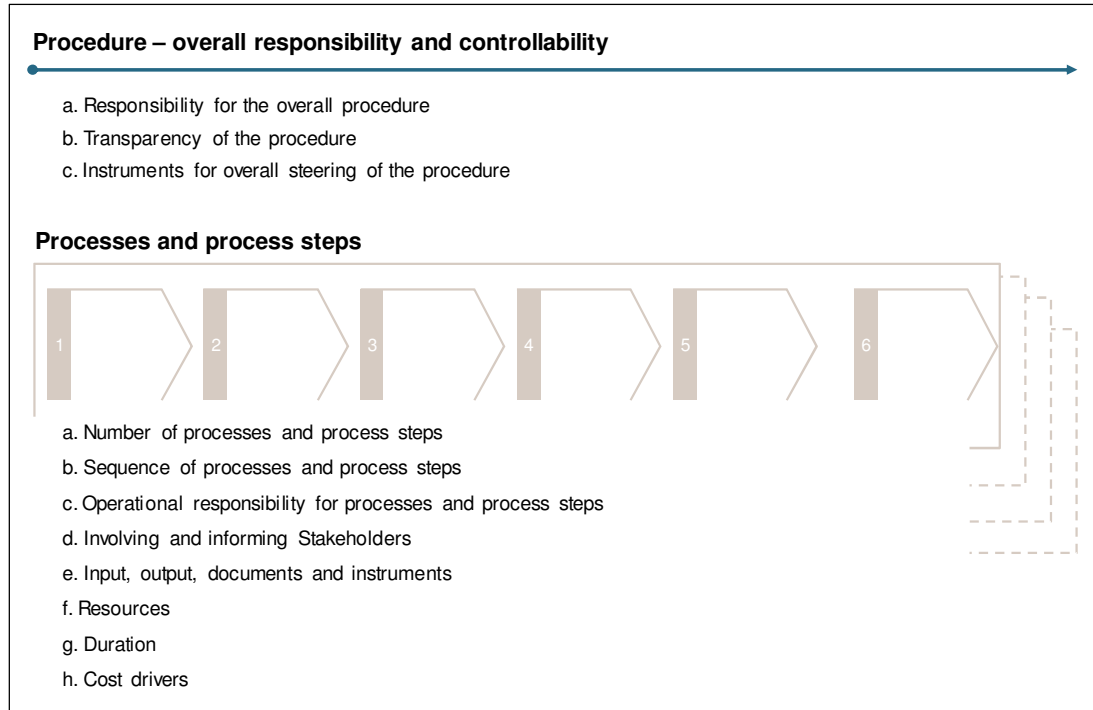 Procedure – overall responsibility and controllability
a. Responsibility for the overall procedure
b. Transparency of the procedure
c. Instruments for overall steering of the procedure
Processes and process steps
1 2 3 4 5 6
a. Number of processes and process steps
b. Sequence of processes and process steps
c. Operational responsibility for processes and process steps
d. Involving and informing Stakeholders
e. Input, output, documents and instruments
f. Resources
g. Duration
h. Cost drivers